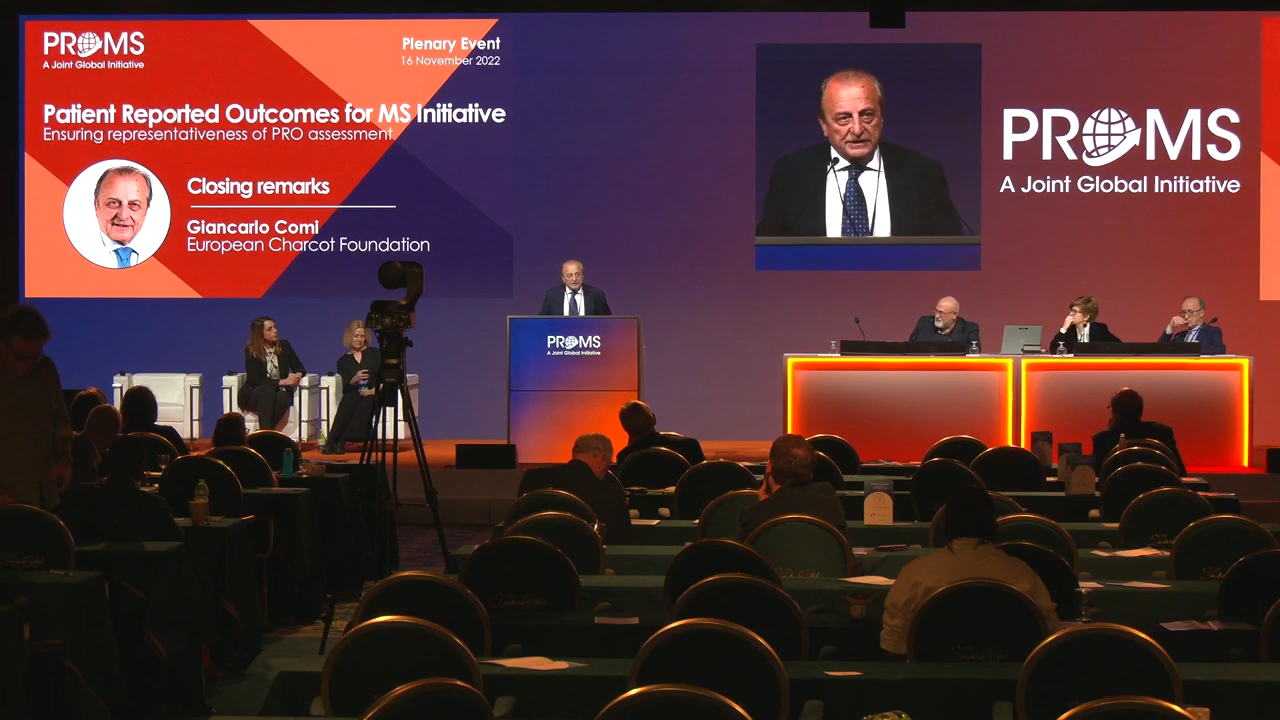 PROMS
A Joint Global Initiative
Plenary Event
16 November 2022
Patient Reported Outcomes for MS Initiative
Ensuring representativeness of PRO assessment
Closing remarks
Giancarlo Comi
European Charcot Foundation
PROMS
A Joint Global Initiative
PROMS
A Joint Global Initiative